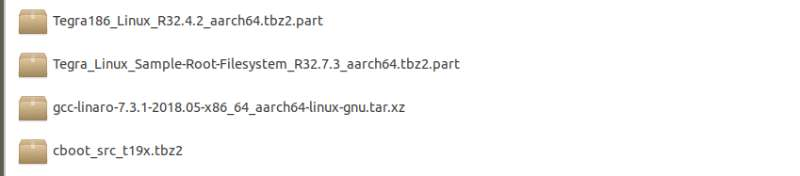 Tegra186_Linux_R32.4.2_aarch64.tbz2.part
Tegra_Linux_Sample-Root-Filesystem_R32.7.3_aarch64.tbz2.part
gcc-linaro-7.3.1-2018.05-x86_64_aarch64-linux-gnu.tar.xz
cboot_src_t19x.tbz2